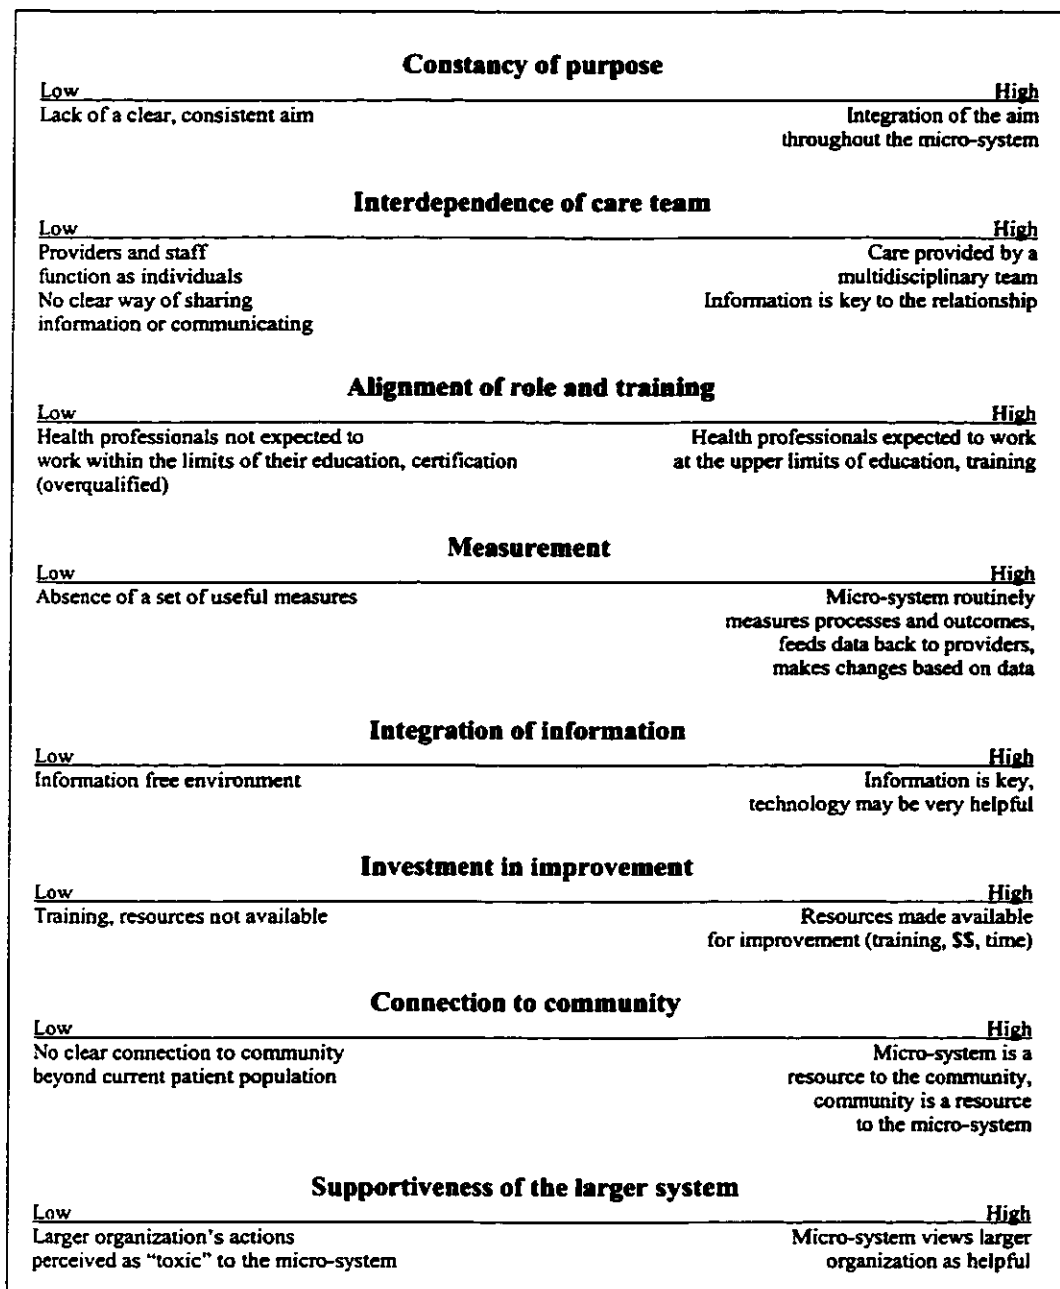 Constancy of purpose
Low High
Lack of a clear, consistent aim
Integration of the aim
throughout the micro-system
Interdependence of care team
Low High
Providers and staff
function as individuals
No clear way of sharing
information or communicating
Care provided by a
multidisciplinary team
Information is key to the relationship
Alignment of role and training
Low High
Health professionals not expected to
work within the limits of their education, certification
(overqualified)
Health professionals expected to work
at the upper limits of education, training
Measurement
Low High
Absence of a set of useful measures
Micro-system routinely
measures processes and outcomes,
feeds data back to providers,
makes changes based on data
Integration of information
Low High
Information free environment
Information is key,
technology may be very helpful
Investment in improvement
Low High
Training, resources not available
Resources made available
for improvement (training, $$, time)
Connection to community
Low High
No clear connection to community
beyond current patient population
Micro-system is a
resource to the community,
community is a resource
to the micro-system
Supportiveness of the larger system
Low High
Larger organization's actions
perceived as "toxic" to the micro-system
Micro-system views larger
organization as helpful